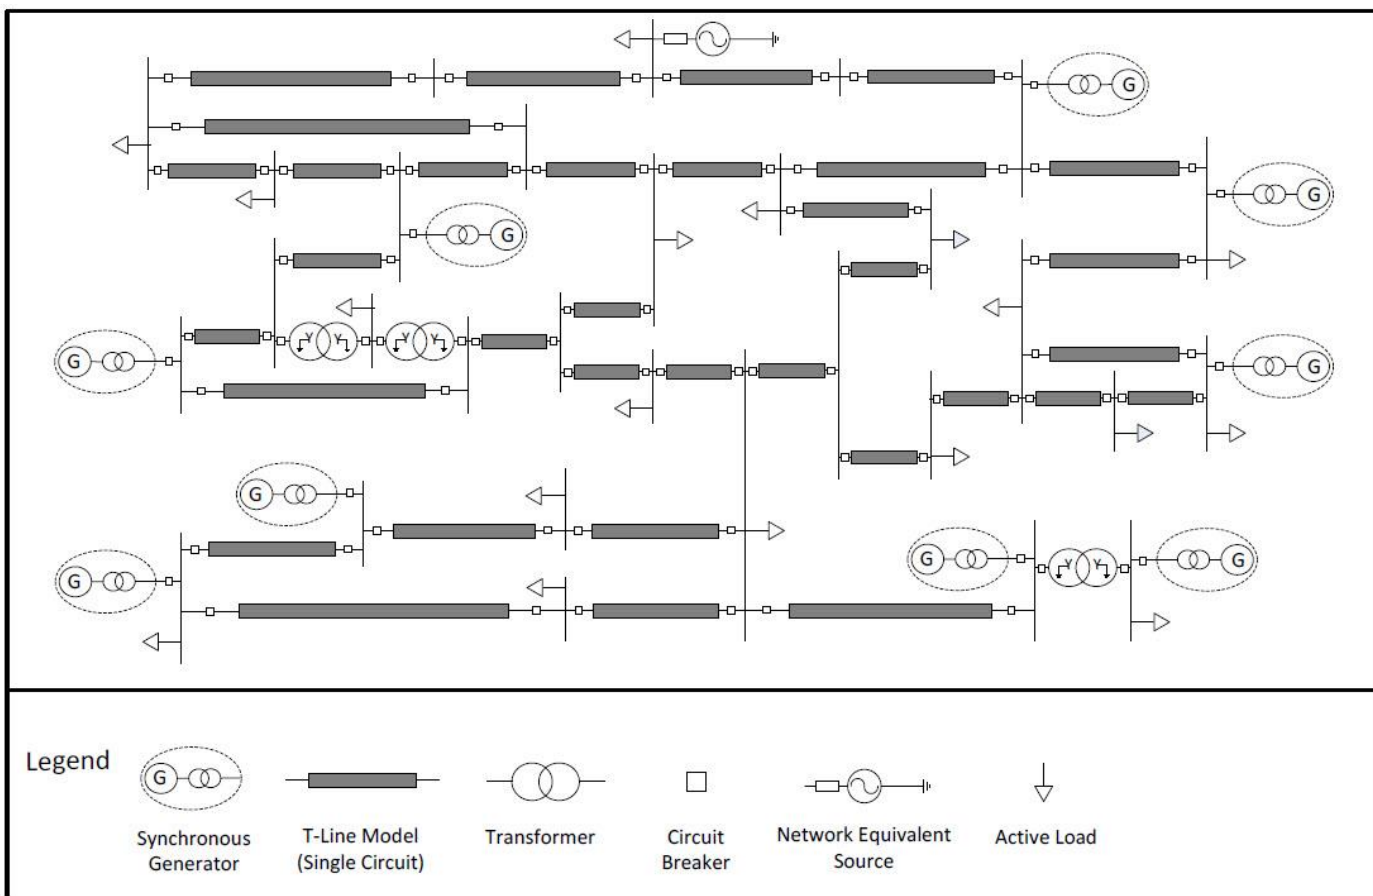 G
G
G
G
Y Y
Y Y
G
G
G
G
G
Y Y
G
Legend
G
Synchronous
Generator
T-Line Model
(Single Circuit)
Transformer
Circuit
Breaker
Network Equivalent
Source
Active Load